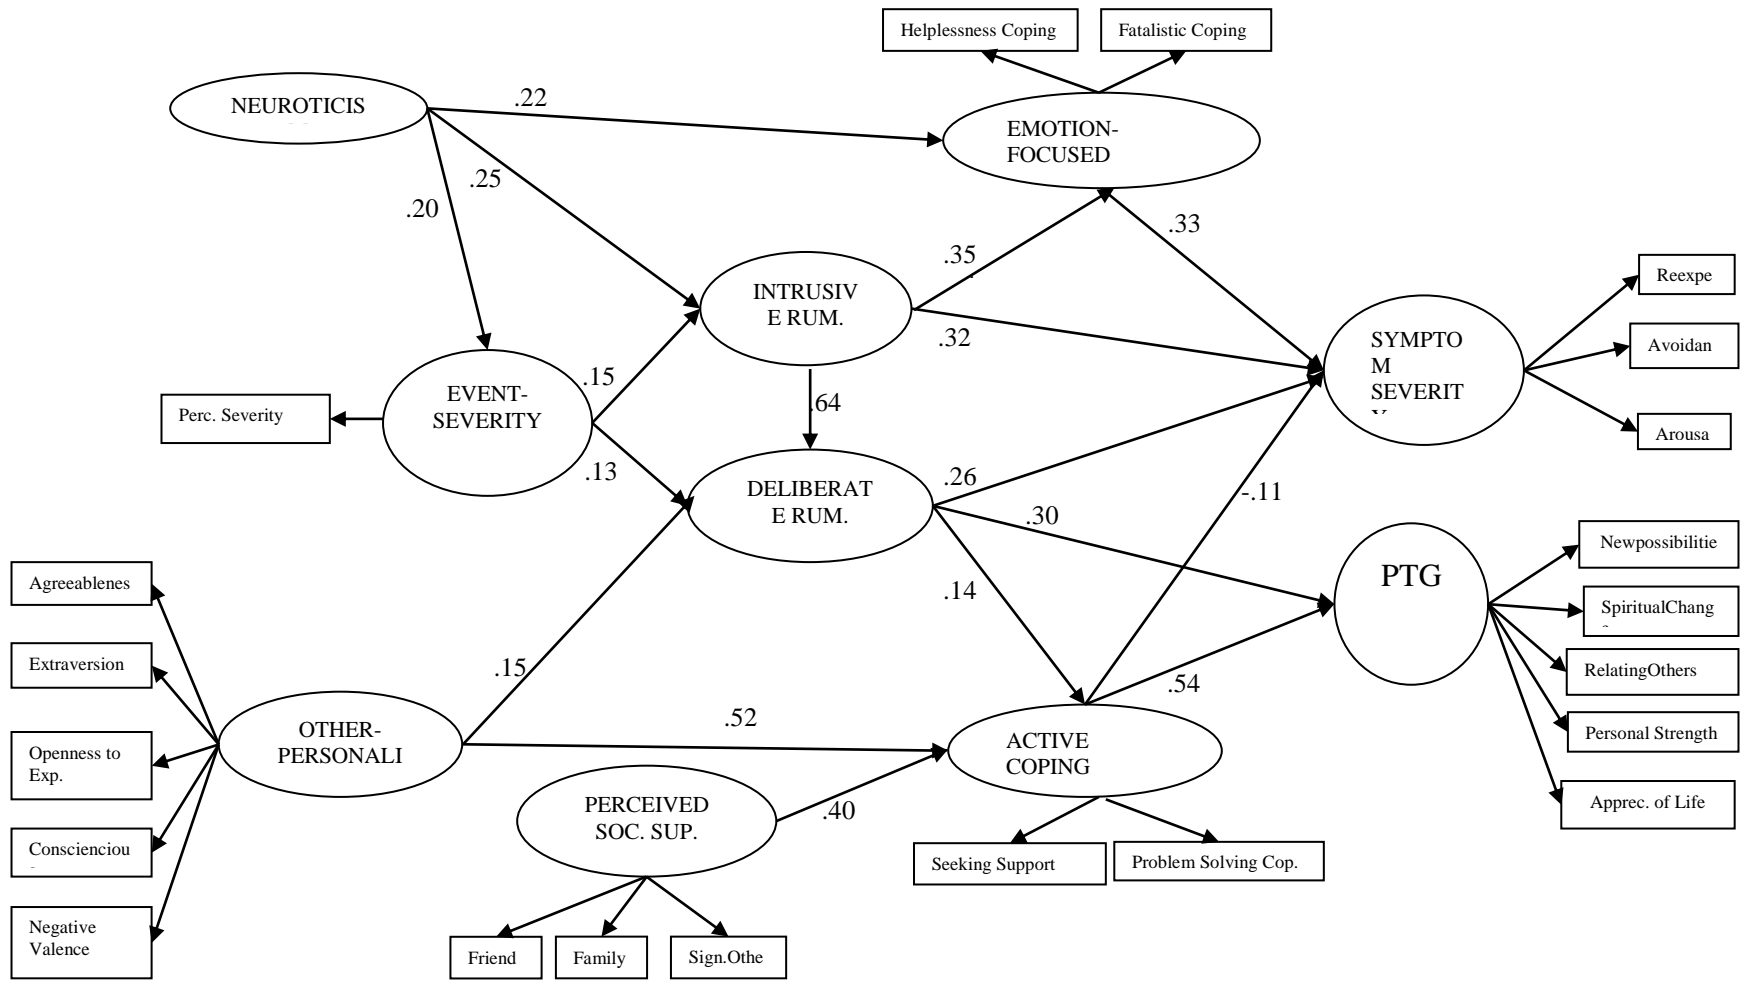 Helplessness Coping
Fatalistic Coping
NEUROTICIS
.22
EMOTION-
FOCUSED
.25
.20
.33
.35
INTRUSIV
E RUM.
Reexpe
.32
SYMPTO
M
SEVERIT
Avoidan
EVENT-
SEVERITY
.15
.64
Perc. Severity
Arousa
.13
.26
DELIBERAT
E RUM.
-.11
.30
Newpossibilitie
PTG
Agreeablenes
.14
SpiritualChang
Extraversion
.15
RelatingOthers
.54
.52
OTHER-
PERSONALI
Personal Strength
Openness to
Exp.
ACTIVE
COPING
PERCEIVED
SOC. SUP.
.40
Apprec. of Life
Conscienciou
Seeking Support
Problem Solving Cop.
Negative
Valence
Friend
Family
Sign.Othe